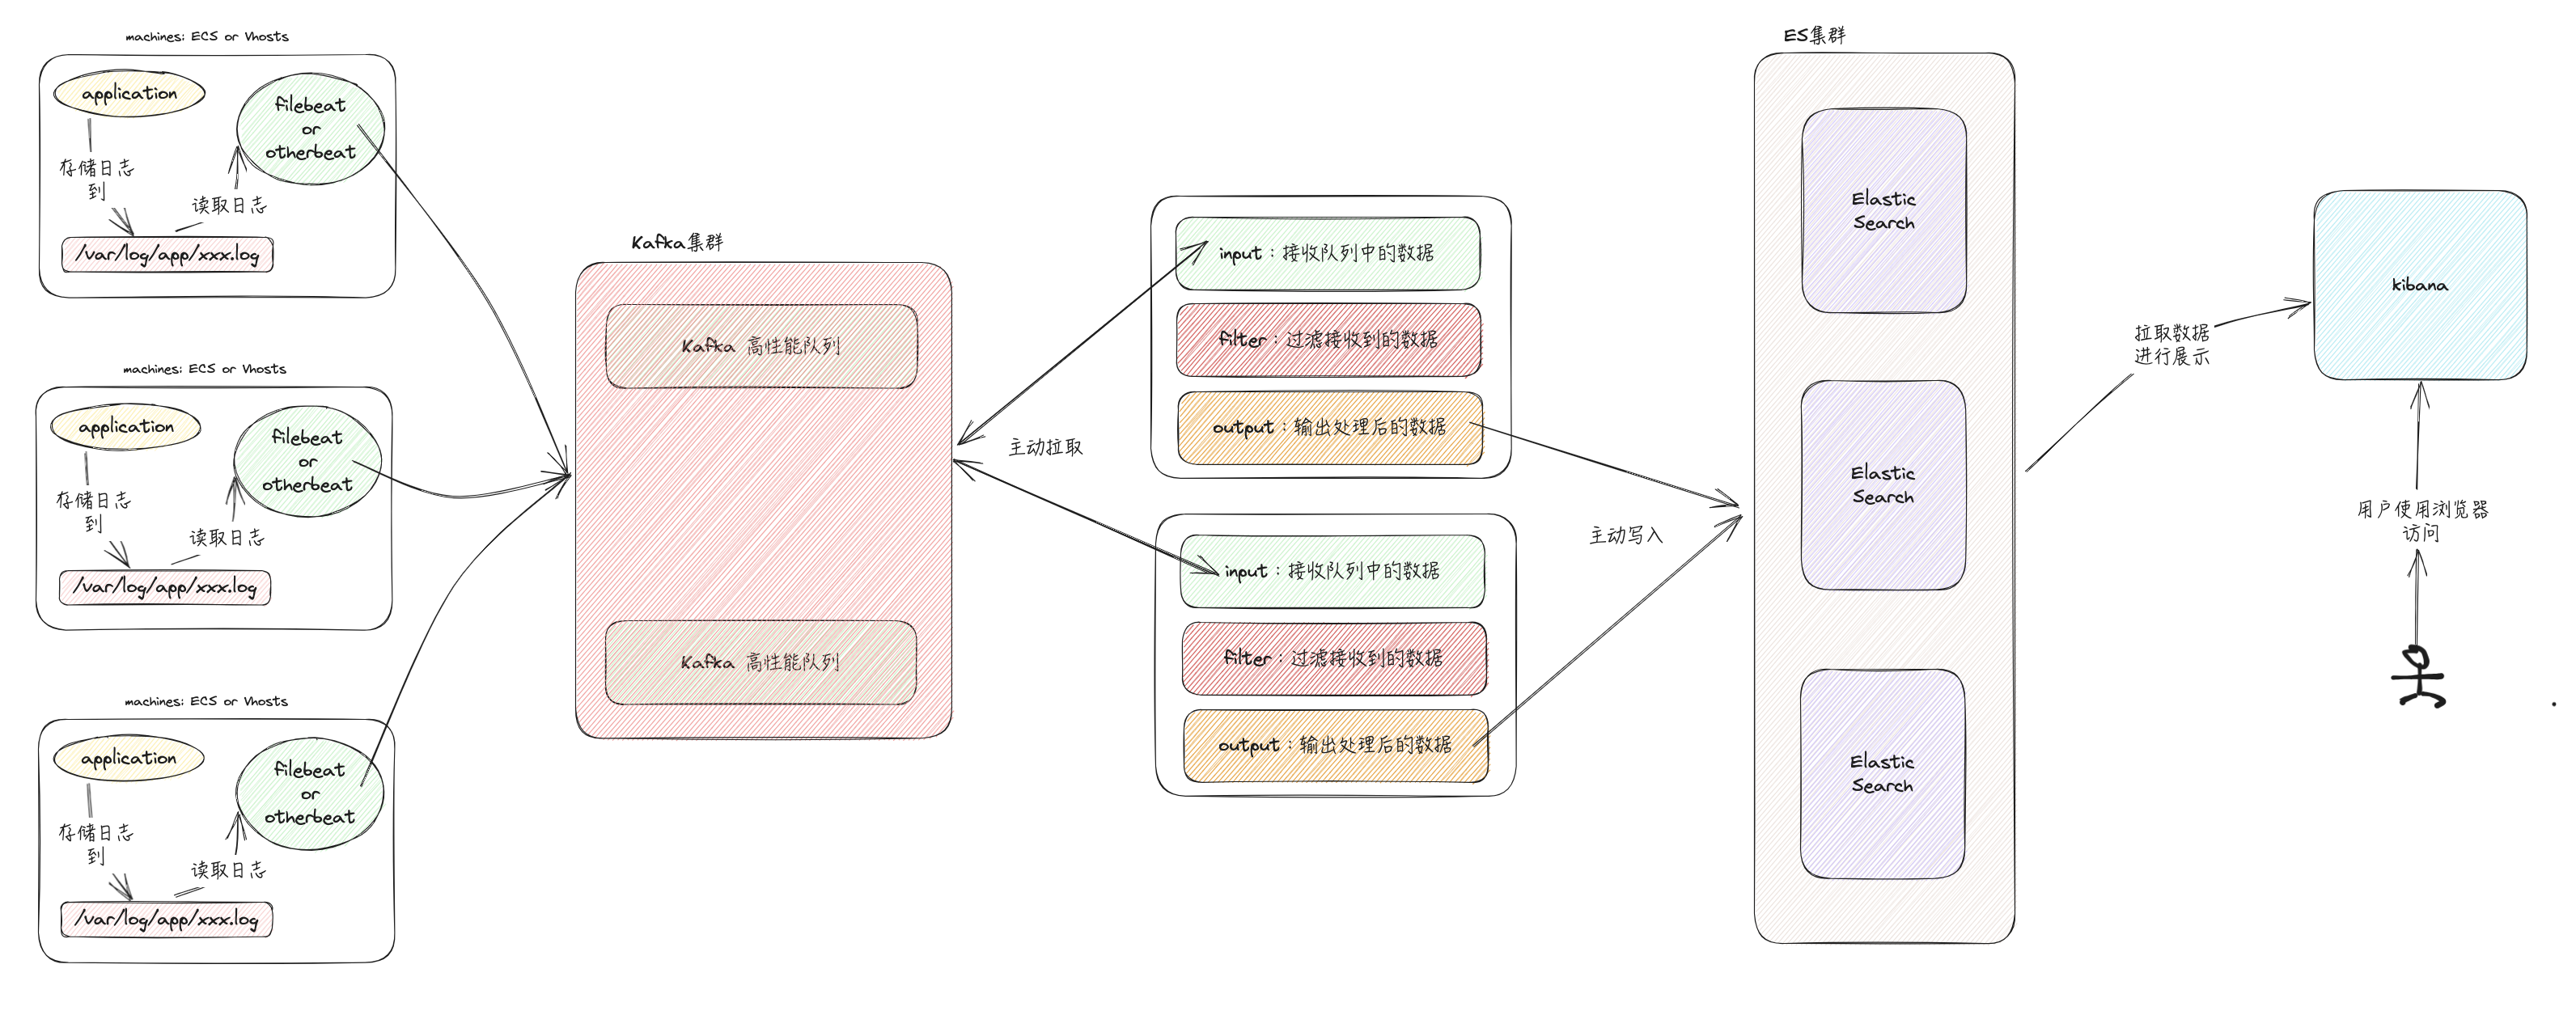 machines: ECS or Vhosts
application
filebeat
or
otherbeat
存储日志
到
读取日志
/var/log/app/xxx.log
machines: ECS or Vhosts
application
filebeat
or
otherbeat
存储日志
到
读取日志
/var/log/app/xxx.log
machines: ECS or Vhosts
application
filebeat
or
otherbeat
存储日志
到
读取日志
/var/log/app/xxx.log
Kafka集群
Kafka 高性能队列
Kafka 高性能队列
主动拉取
input：接收队列中的数据
filter：过滤接收到的数据
output：输出处理后的数据
input：接收队列中的数据
filter：过滤接收到的数据
output：输出处理后的数据
主动写入
ES集群
Elastic
Search
Elastic
Search
Elastic
Search
拉取数据
进行展示
kibana
用户使用浏览器
访问